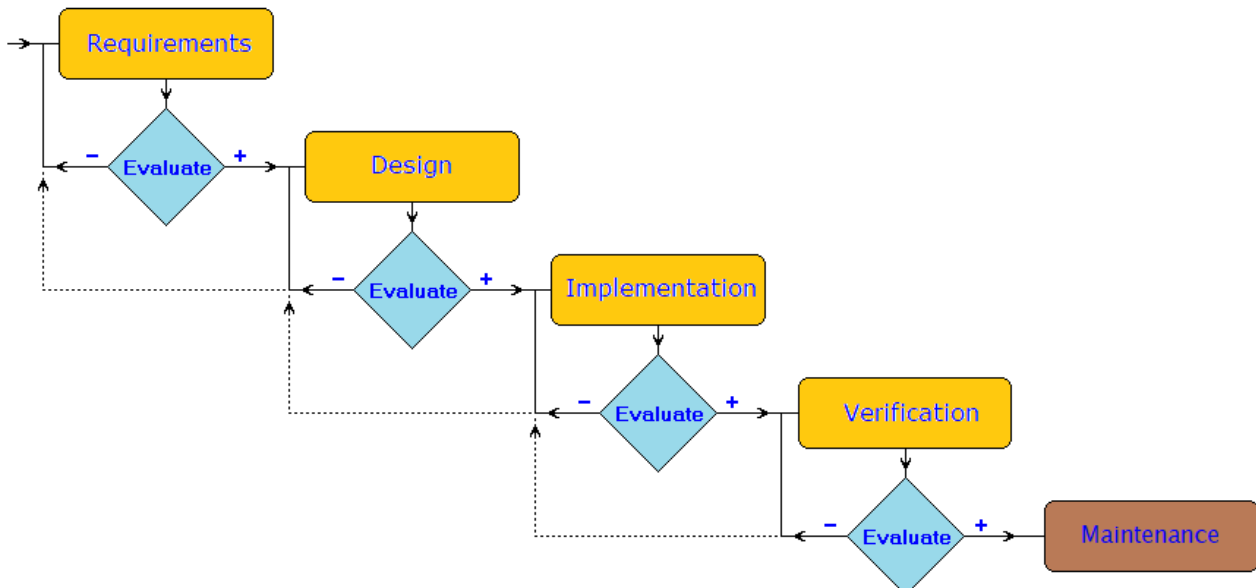 Requirements
– Evaluate +
Design
– Evaluate +
Implementation
– Evaluate +
Verification
– Evaluate +
Maintenance